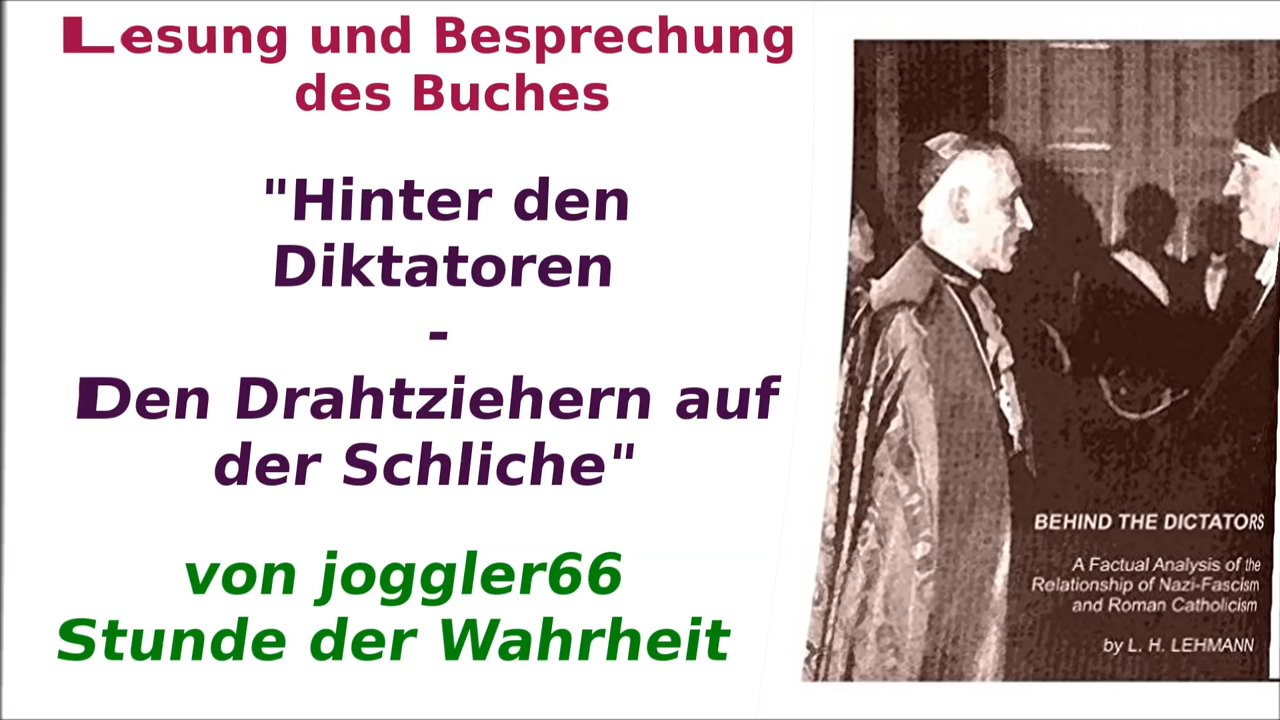 Lesung und Besprechung
des Buches
"Hinter den
Diktatoren
-
Den Drahtziehern auf
der Schliche"
von joggler66
Stunde der Wahrheit
BEHIND THE DICTATORS
A Factual Analysis of the
Relationship of Nazi-Fascism
and Roman Catholicism
by L. H. LEHMANN